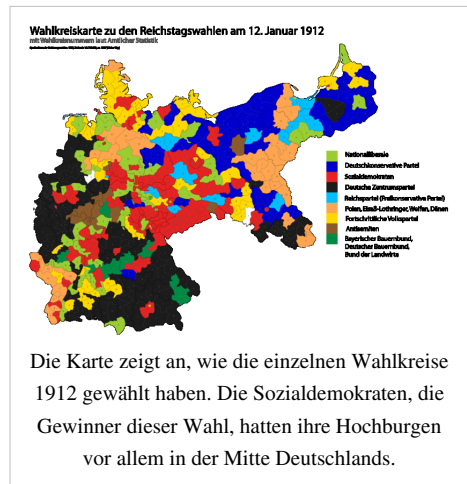 Wahlkreiskarte zu den Reichstagswahlen am 12. Januar 1912
mit Wahlkreisnummern laut Amtlicher Statistik
Nationalliberale
Deutschkonservative Partei
Sozialdemokraten
Deutsche Zentrumspartei
Reichspartei (Freikonservative Partei)
Polen, Elsaß-Lothringer, Welfen, Dänen
Fortschrittliche Volkspartei
Antisemiten
Bayerischer Bauernbund,
Deutscher Bauernbund,
Bund der Landwirte
Die Karte zeigt an, wie die einzelnen Wahlkreise
1912 gewählt haben. Die Sozialdemokraten, die
Gewinner dieser Wahl, hatten ihre Hochburgen
vor allem in der Mitte Deutschlands.